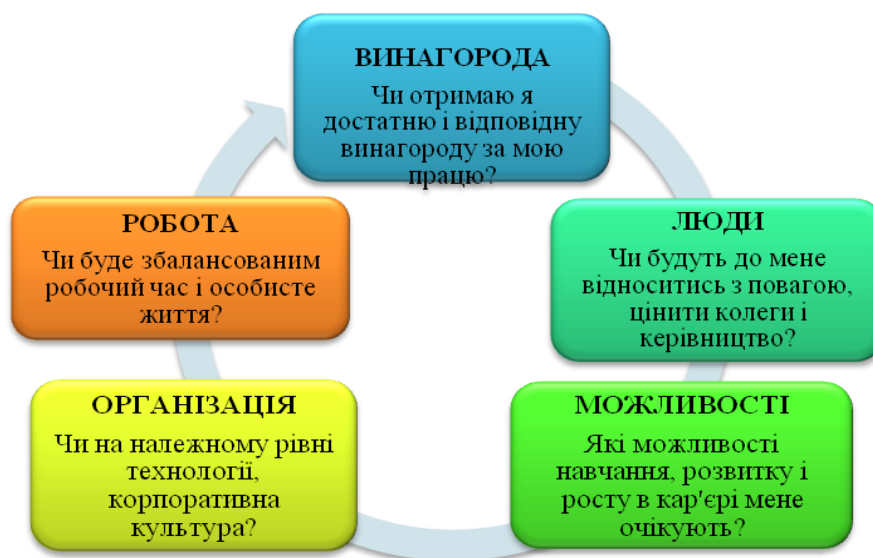 ВИНАГОРОДА
Чи отримаю я
достатню і відповідну
винагороду за мою
працю?
ЛЮДИ
Чи будуть до мене
відноситись з повагою,
цінити колеги і
керівництво?
МОЖЛИВОСТІ
Які можливості
навчання, розвитку і
росту в кар'єрі мене
очікують?
ОРГАНІЗАЦІЯ
Чи на належному рівні
технології,
корпоративна
культура?
РОБОТА
Чи буде збалансованим
робочий час і особисте
життя?